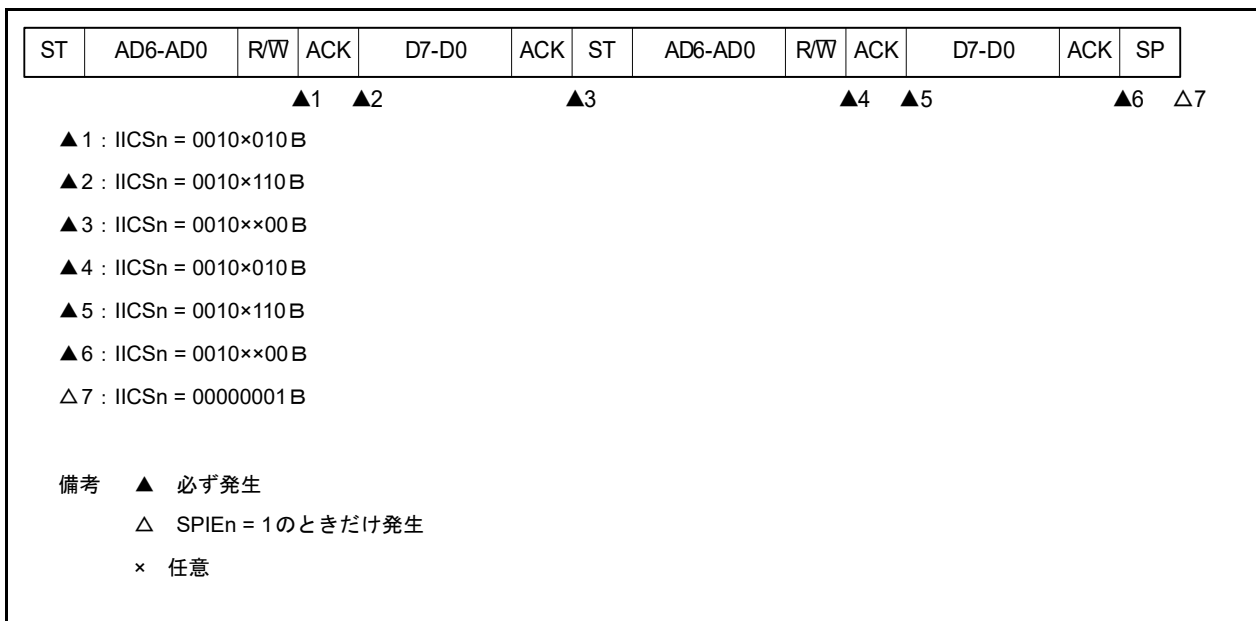 ST AD6-AD0 R/W̅ ACK D7-D0 ACK ST AD6-AD0 R/W̅ ACK D7-D0 ACK SP
▲1 ▲2 ▲3 ▲4 ▲5 ▲6 △7
▲1：IICSn = 0010×010B
▲2：IICSn = 0010×110B
▲3：IICSn = 0010××00B
▲4：IICSn = 0010×010B
▲5：IICSn = 0010×110B
▲6：IICSn = 0010××00B
△7：IICSn = 00000001B
備考 ▲ 必ず発生
△ SPIEn = 1のときだけ発生
× 任意